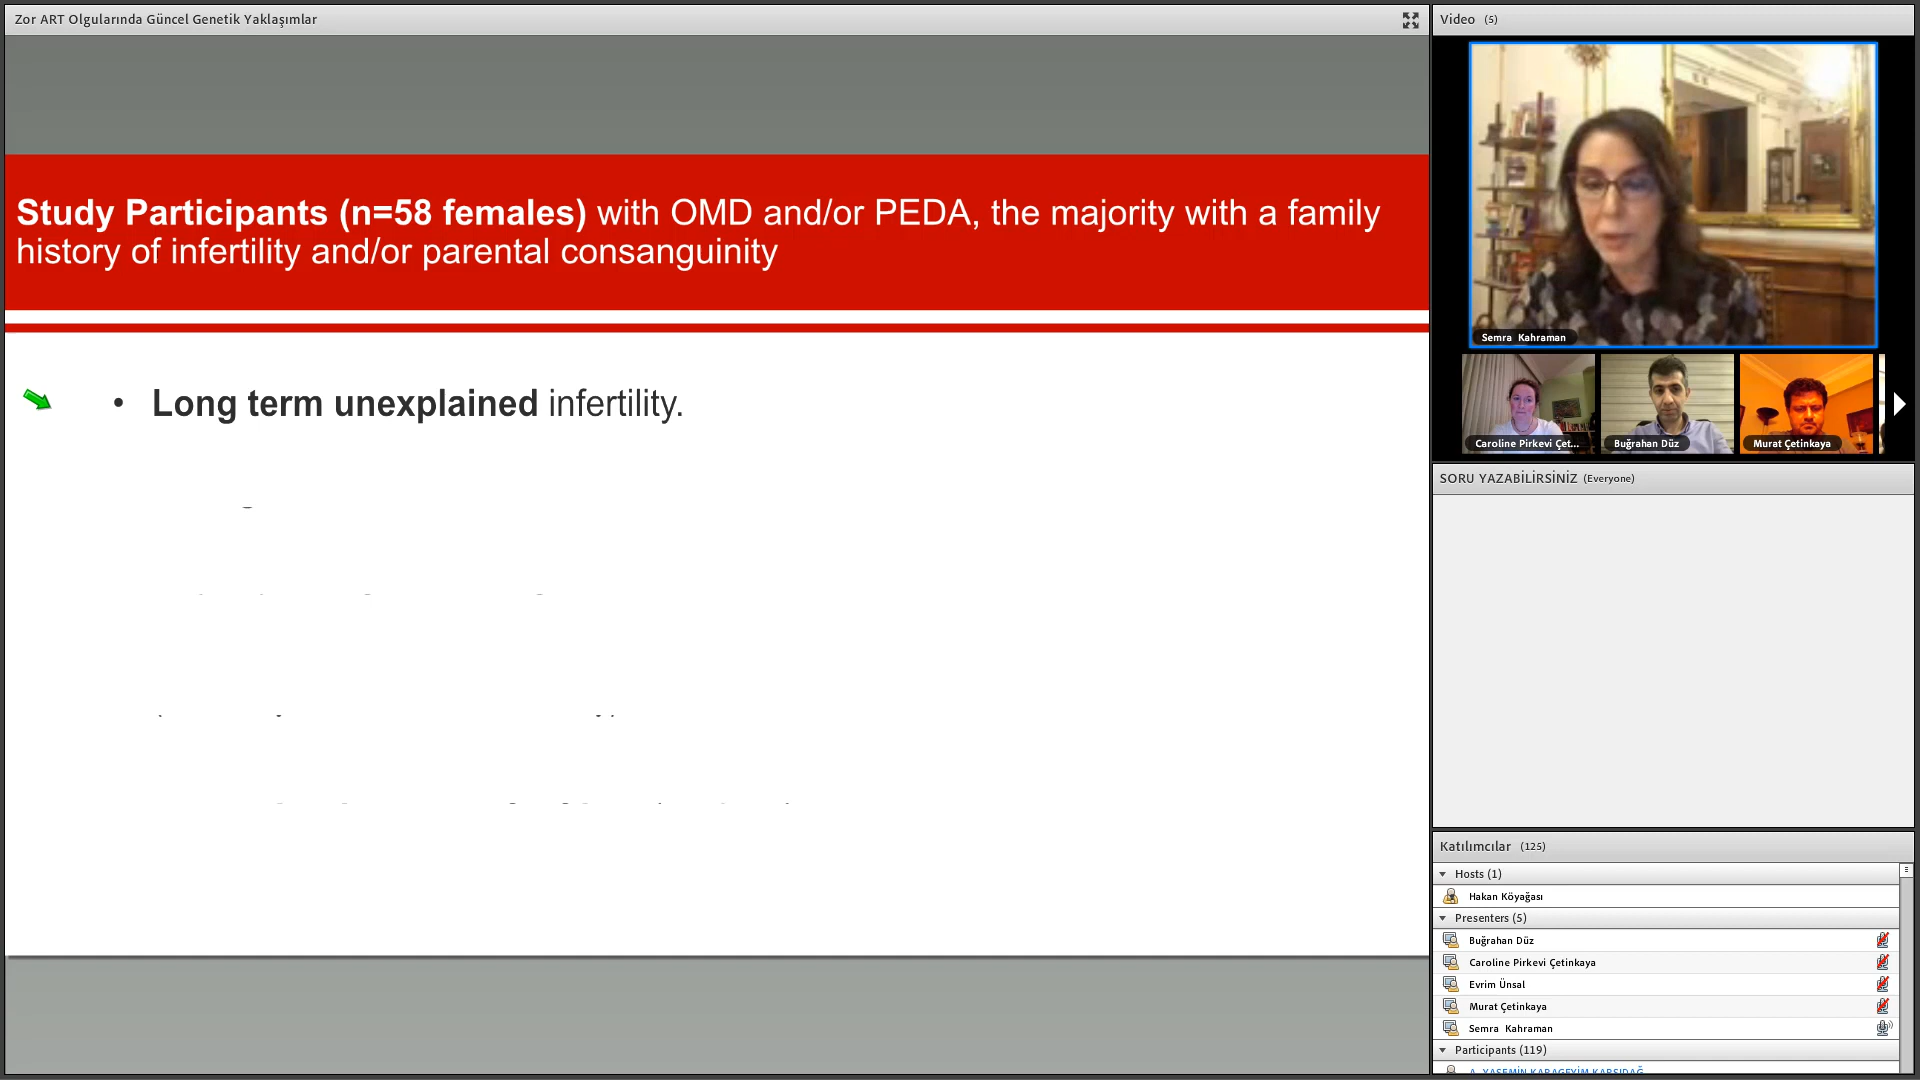 Zor ART Olgularında Güncel Genetik Yaklaşımlar
Study Participants (n=58 females) with OMD and/or PEDA, the majority with a family
history of infertility and/or parental consanguinity
• Long term unexplained infertility.
Video (5)
Semra Kahraman
Caroline Pirkevi Çet...
Buğrahan Düz
Murat Çetinkaya
SORU YAZABİLİRSİNİZ (Everyone)
Katılımcılar (125)
Hosts (1)
Hakan Köyağası
Presenters (5)
Buğrahan Düz
Caroline Pirkevi Çetinkaya
Evrim Ünsal
Murat Çetinkaya
Semra Kahraman
Participants (119)